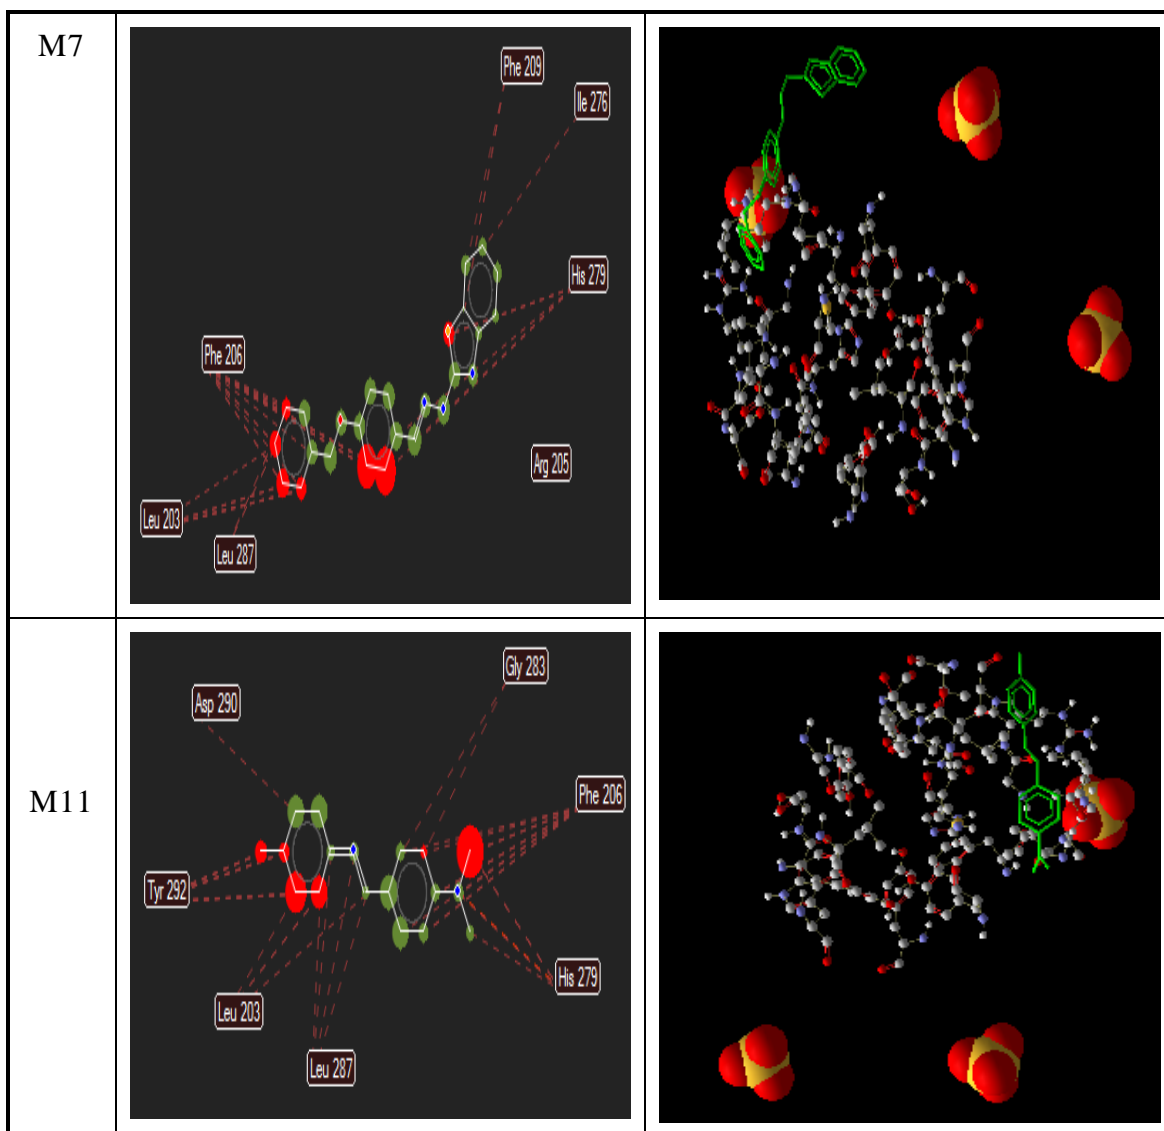 M7
Phe 209
Ile 276
His 279
Phe 206
Arg 205
Leu 203
Leu 287
M11
Gly 283
Asp 290
Phe 206
Tyr 292
His 279
Leu 203
Leu 287